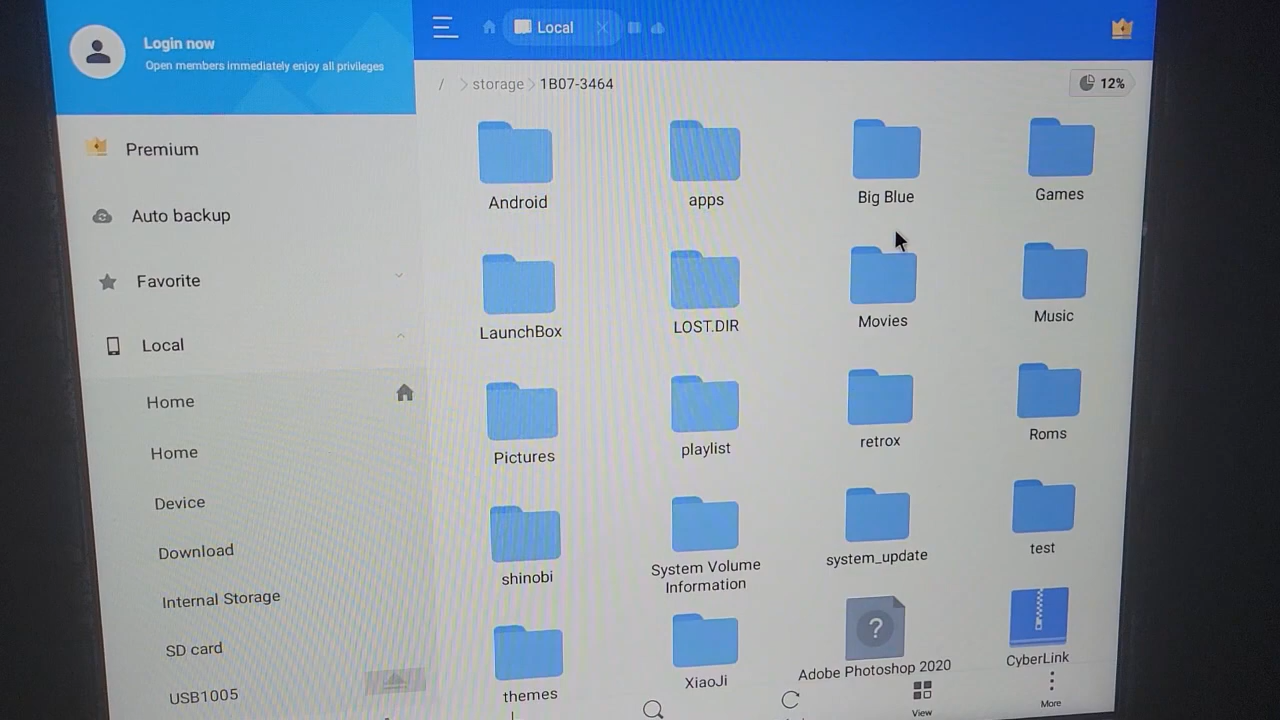 Login now
Open members immediately enjoy all privileges
Premium
Auto backup
Favorite
Local
Home
Home
Device
Download
Internal Storage
SD card
USB1005
Local
/ storage 1B07-3464
12%
Android
apps
Big Blue
Games
LaunchBox
LOST.DIR
Movies
Music
Pictures
playlist
retrox
Roms
shinobi
System Volume
Information
system_update
test
themes
XiaoJi
Adobe Photoshop 2020
CyberLink
View
More